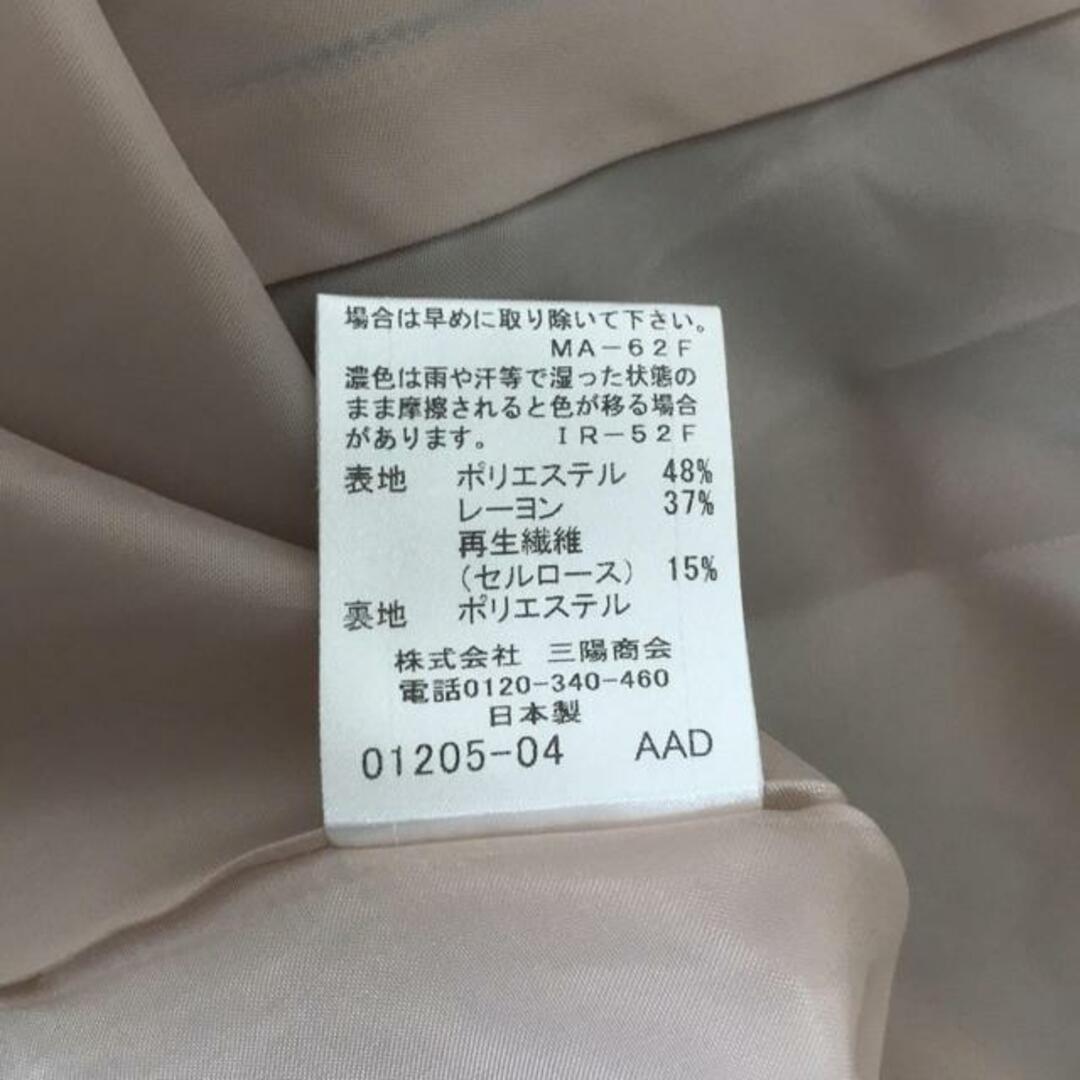 場合は早めに取り除いて下さい。
MA-62F
濃色は雨や汗等で湿った状態の
まま摩擦されると色が移る場合
があります。 IR-52F
表地 ポリエステル 48%
レーヨン 37%
再生繊維
(セルロース) 15%
裏地 ポリエステル
株式会社 三陽商会
電話0120-340-460
日本製
01205-04 AAD